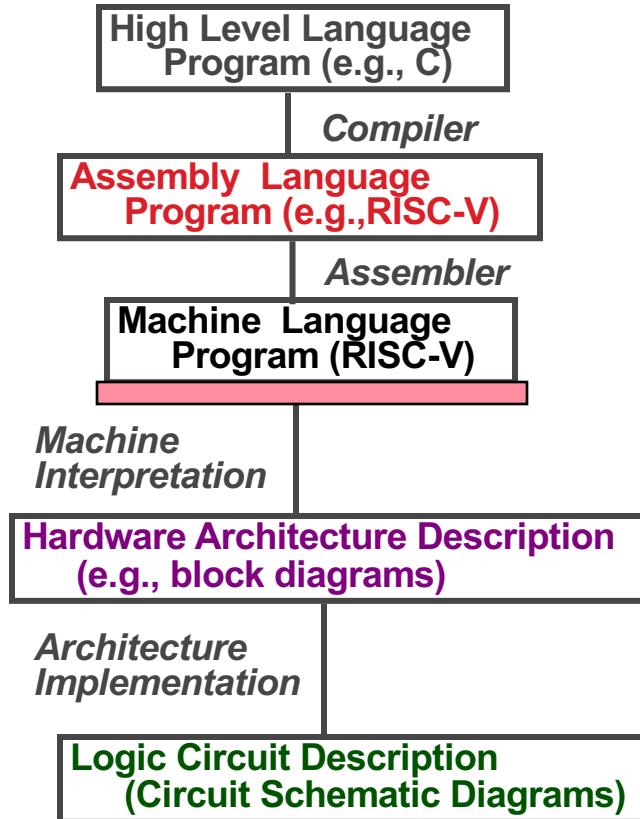 High Level Language
Program (e.g., C)
Compiler
Assembly Language
Program (e.g.,RISC-V)
Assembler
Machine Language
Program (RISC-V)
Machine
Interpretation
Hardware Architecture Description
(e.g., block diagrams)
Architecture
Implementation
Logic Circuit Description
(Circuit Schematic Diagrams)